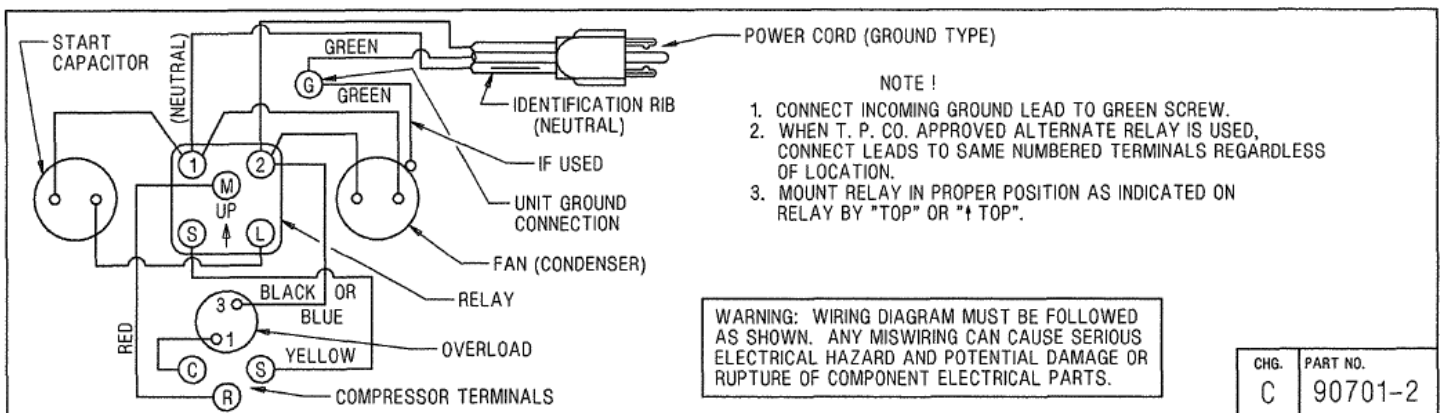 START
CAPACITOR
(NEUTRAL)
GREEN
G
GREEN
POWER CORD (GROUND TYPE)
IDENTIFICATION RIB
(NEUTRAL)
IF USED
UNIT GROUND
CONNECTION
FAN (CONDENSER)
1
2
M
UP
S
L
RELAY
BLACK OR
BLUE
RED
3
1
OVERLOAD
YELLOW
C
S
R
COMPRESSOR TERMINALS
NOTE !
1. CONNECT INCOMING GROUND LEAD TO GREEN SCREW.
2. WHEN T. P. CO. APPROVED ALTERNATE RELAY IS USED,
CONNECT LEADS TO SAME NUMBERED TERMINALS REGARDLESS
OF LOCATION.
3. MOUNT RELAY IN PROPER POSITION AS INDICATED ON
RELAY BY "TOP" OR "↑ TOP".
WARNING: WIRING DIAGRAM MUST BE FOLLOWED
AS SHOWN. ANY MISWIRING CAN CAUSE SERIOUS
ELECTRICAL HAZARD AND POTENTIAL DAMAGE OR
RUPTURE OF COMPONENT ELECTRICAL PARTS.
CHG.
C
PART NO.
90701-2